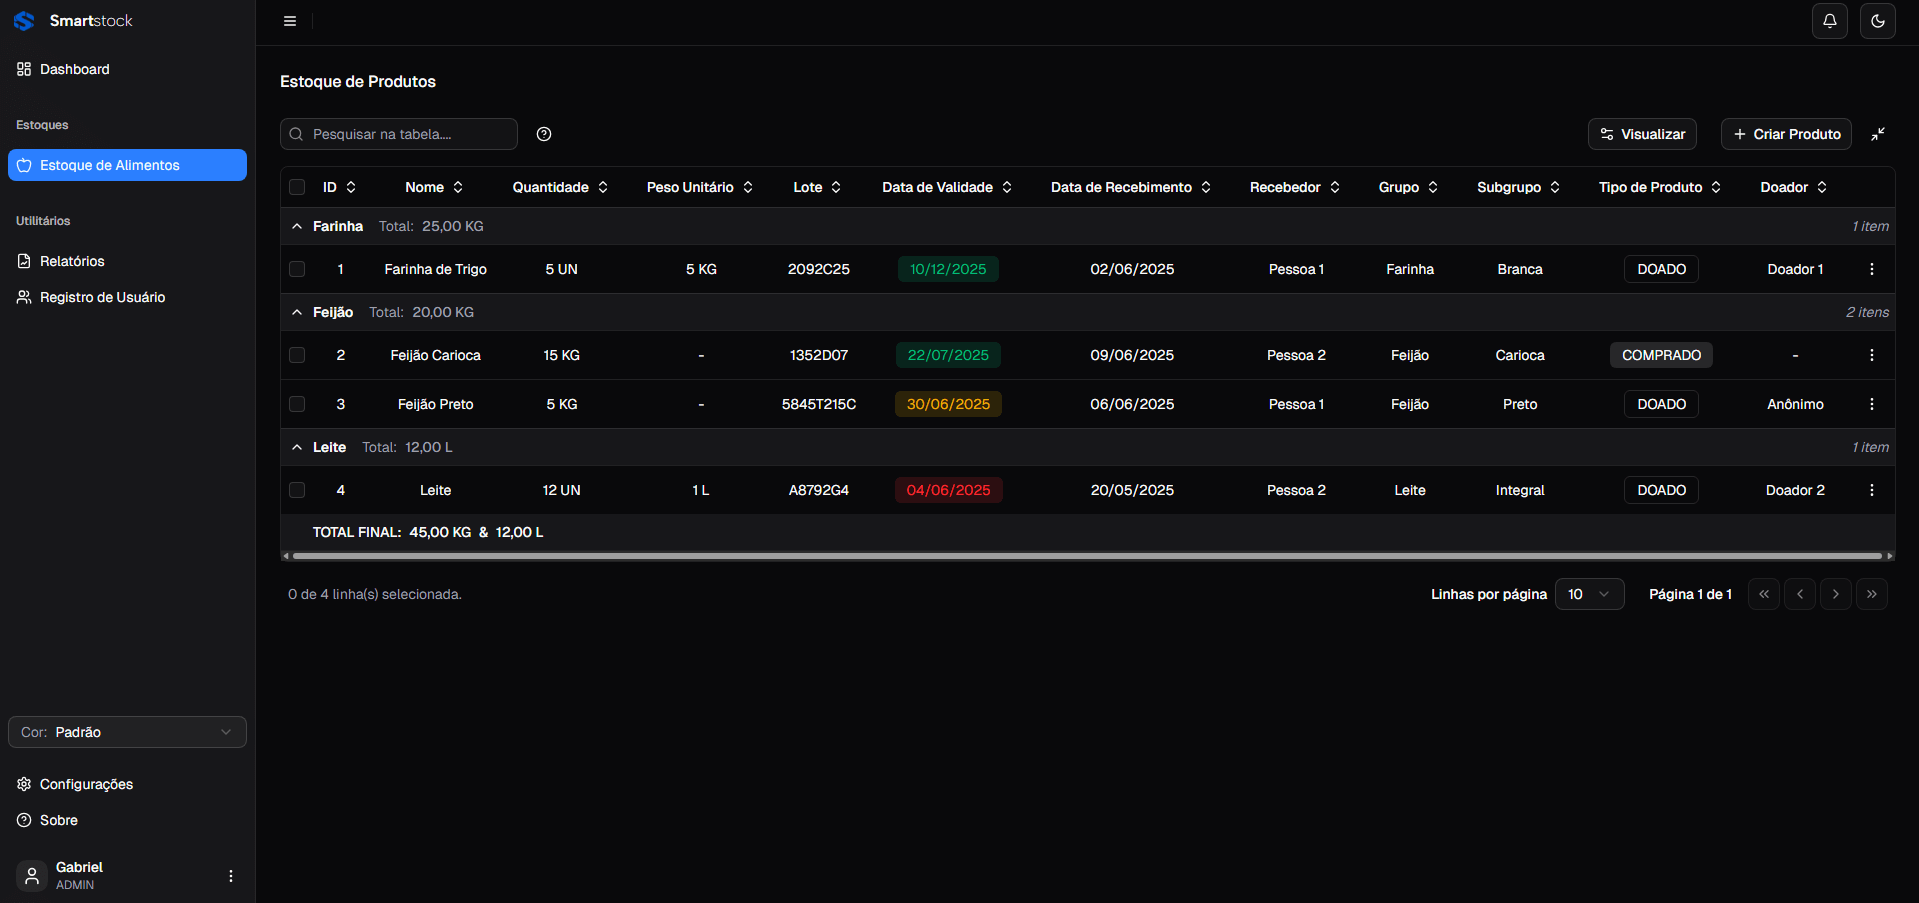 Smartstock
Dashboard
Estoques
Estoque de Alimentos
Utilitários
Relatórios
Registro de Usuário
Cor: Padrão
Configurações
Sobre
Gabriel
ADMIN
Estoque de Produtos
Pesquisar na tabela....
Visualizar
Criar Produto
ID Nome Quantidade Peso Unitário Lote Data de Validade Data de Recebimento Recebedor Grupo Subgrupo Tipo de Produto Doador
Farinha Total: 25,00 KG 1 item
1 Farinha de Trigo 5 UN 5 KG 2092C25 10/12/2025 02/06/2025 Pessoa 1 Farinha Branca DOADO Doador 1
Feijão Total: 20,00 KG 2 itens
2 Feijão Carioca 15 KG - 1352D07 22/07/2025 09/06/2025 Pessoa 2 Feijão Carioca COMPRADO -
3 Feijão Preto 5 KG - 5845T215C 30/06/2025 06/06/2025 Pessoa 1 Feijão Preto DOADO Anônimo
Leite Total: 12,00 L 1 item
4 Leite 12 UN 1 L A8792G4 04/06/2025 20/05/2025 Pessoa 2 Leite Integral DOADO Doador 2
TOTAL FINAL: 45,00 KG & 12,00 L
0 de 4 linha(s) selecionada.
Linhas por página 10 Página 1 de 1